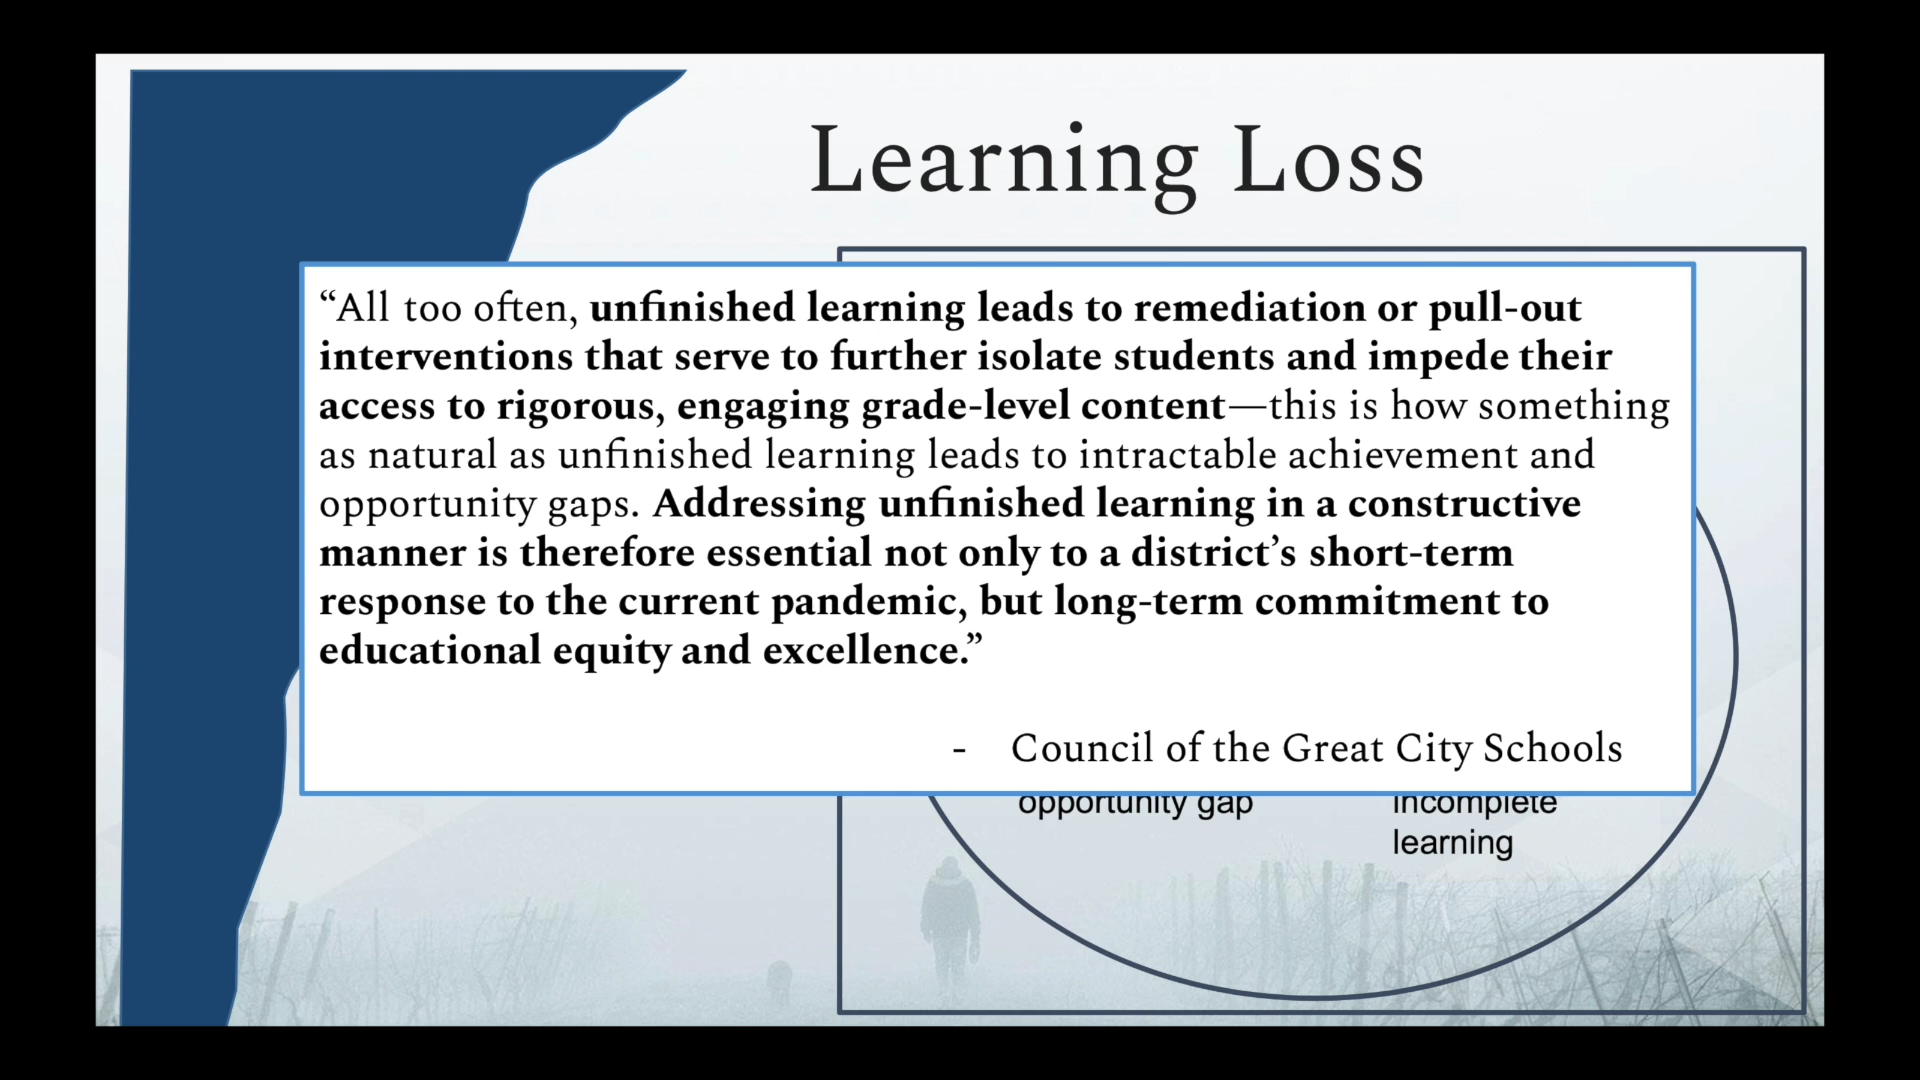 Learning Loss
“All too often, unfinished learning leads to remediation or pull-out
interventions that serve to further isolate students and impede their
access to rigorous, engaging grade-level content—this is how something
as natural as unfinished learning leads to intractable achievement and
opportunity gaps. Addressing unfinished learning in a constructive
manner is therefore essential not only to a district’s short-term
response to the current pandemic, but long-term commitment to
educational equity and excellence.”
- Council of the Great City Schools
opportunity gap
incomplete
learning